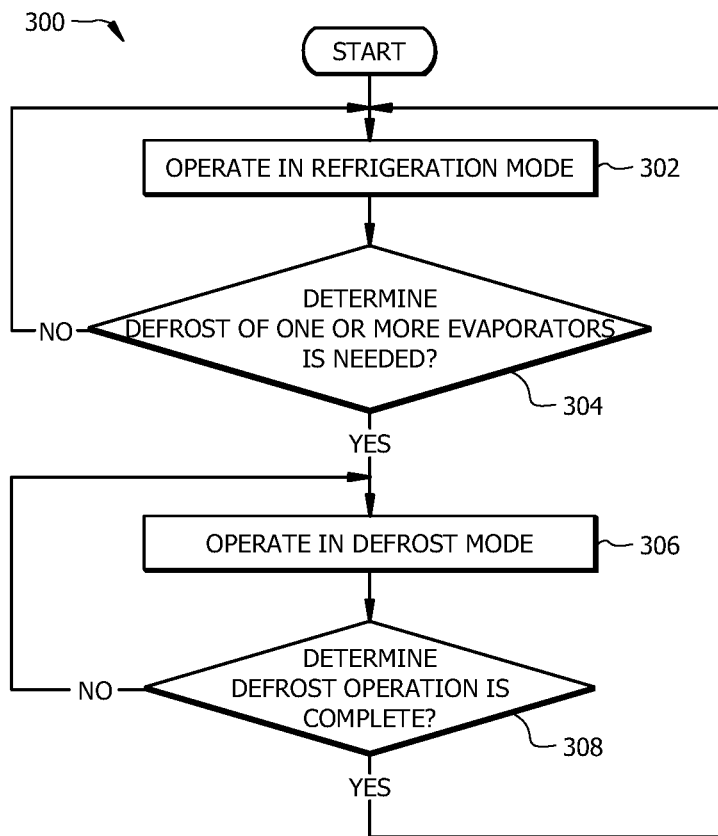 300
START
OPERATE IN REFRIGERATION MODE
302
DETERMINE
DEFROST OF ONE OR MORE EVAPORATORS
IS NEEDED?
NO
304
YES
OPERATE IN DEFROST MODE
306
DETERMINE
DEFROST OPERATION IS
COMPLETE?
NO
308
YES